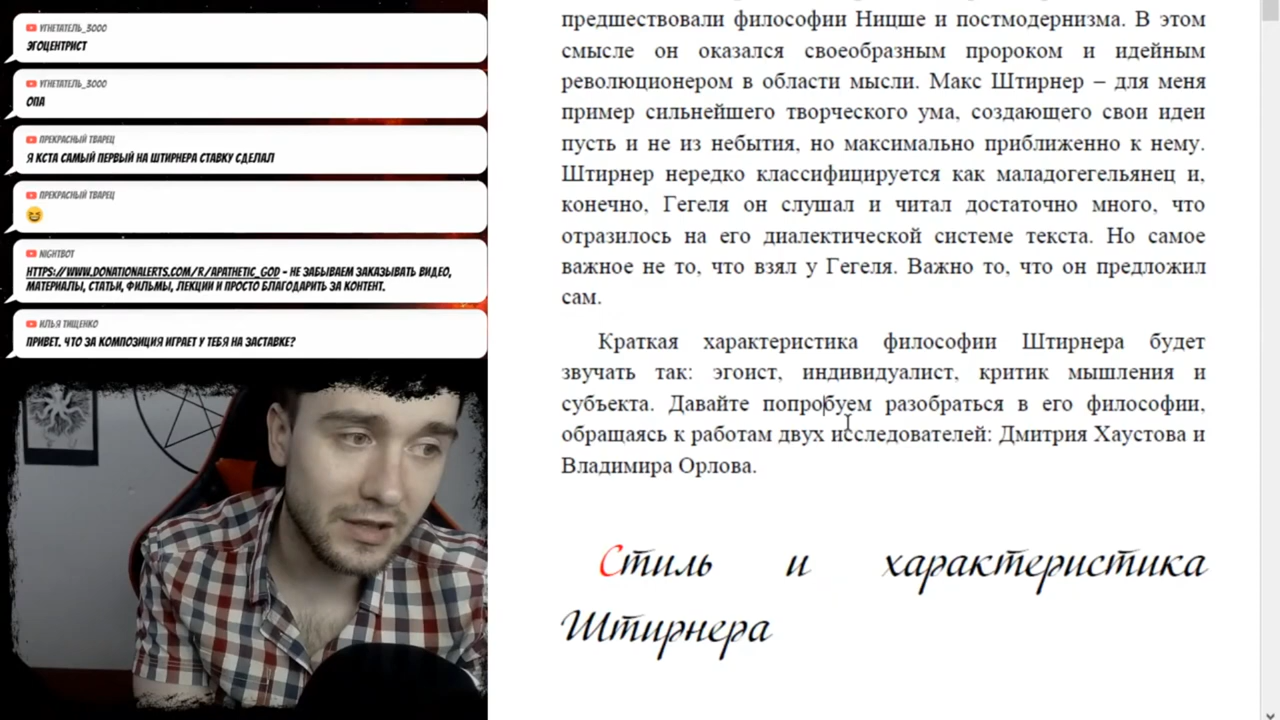 УГНЕТАТЕЛЬ_3000
ЭГОЦЕНТРИСТ
УГНЕТАТЕЛЬ_3000
ОПА
ПРЕКРАСНЫЙ ТВАРЕЦ
Я КСТА САМЫЙ ПЕРВЫЙ НА ШТИРНЕРА СТАВКУ СДЕЛАЛ
ПРЕКРАСНЫЙ ТВАРЕЦ
NIGHTBOT
HTTPS://WWW.DONATIONALERTS.COM/R/APATHETIC_GOD - НЕ ЗАБЫВАЕМ ЗАКАЗЫВАТЬ ВИДЕО,
МАТЕРИАЛЫ, СТАТЬИ, ФИЛЬМЫ, ЛЕКЦИИ И ПРОСТО БЛАГОДАРИТЬ ЗА КОНТЕНТ.
ИЛЬЯ ТИЩЕНКО
ПРИВЕТ. ЧТО ЗА КОМПОЗИЦИЯ ИГРАЕТ У ТЕБЯ НА ЗАСТАВКЕ?
предшествовали философии Ницше и постмодернизма. В этом
смысле он оказался своеобразным пророком и идейным
революционером в области мысли. Макс Штирнер – для меня
пример сильнейшего творческого ума, создающего свои идеи
пусть и не из небытия, но максимально приближенно к нему.
Штирнер нередко классифицируется как маладогегельянец и,
конечно, Гегеля он слушал и читал достаточно много, что
отразилось на его диалектической системе текста. Но самое
важное не то, что взял у Гегеля. Важно то, что он предложил
сам.
Краткая характеристика философии Штирнера будет
звучать так: эгоист, индивидуалист, критик мышления и
субъекта. Давайте попробуем разобраться в его философии,
обращаясь к работам двух исследователей: Дмитрия Хаустова и
Владимира Орлова.
Стиль и характеристика
Штирнера